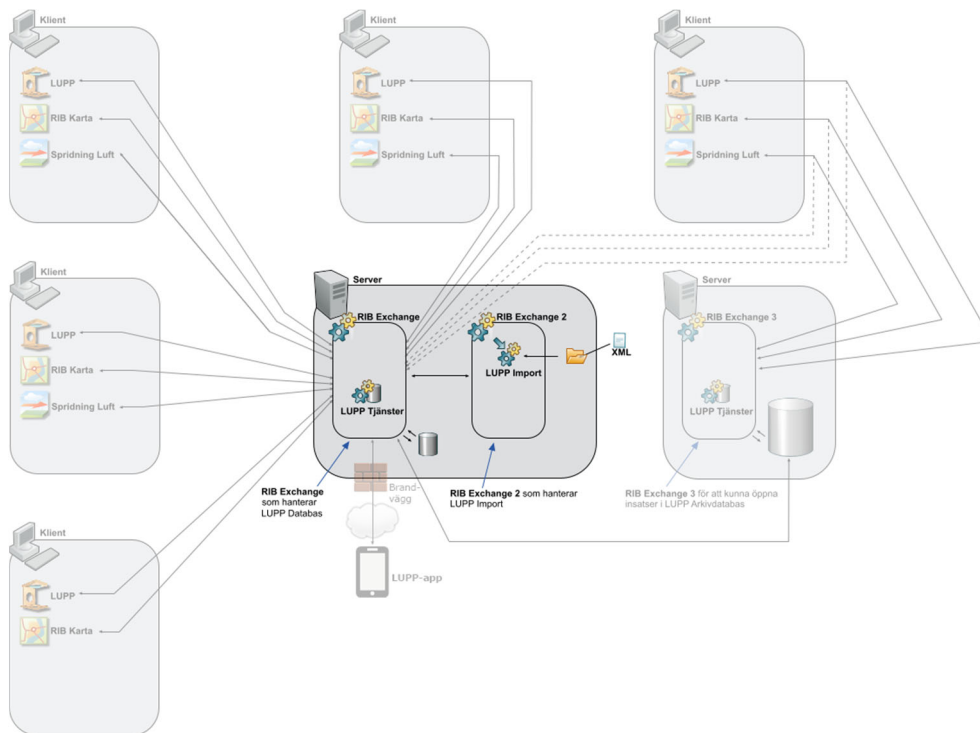 Klient
LUPP
RIB Karta
Spridning Luft
Klient
LUPP
RIB Karta
Spridning Luft
Klient
LUPP
RIB Karta
Spridning Luft
Klient
LUPP
RIB Karta
Spridning Luft
Server
RIB Exchange
LUPP Tjänster
RIB Exchange 2
LUPP Import
XML
Server
RIB Exchange 3
LUPP Tjänster
RIB Exchange
som hanterar
LUPP Databas
Brand-
vägg
RIB Exchange 2 som hanterar
LUPP Import
RIB Exchange 3 för att kunna öppna
insatser i LUPP Arkivdatabas
LUPP-app
Klient
LUPP
RIB Karta